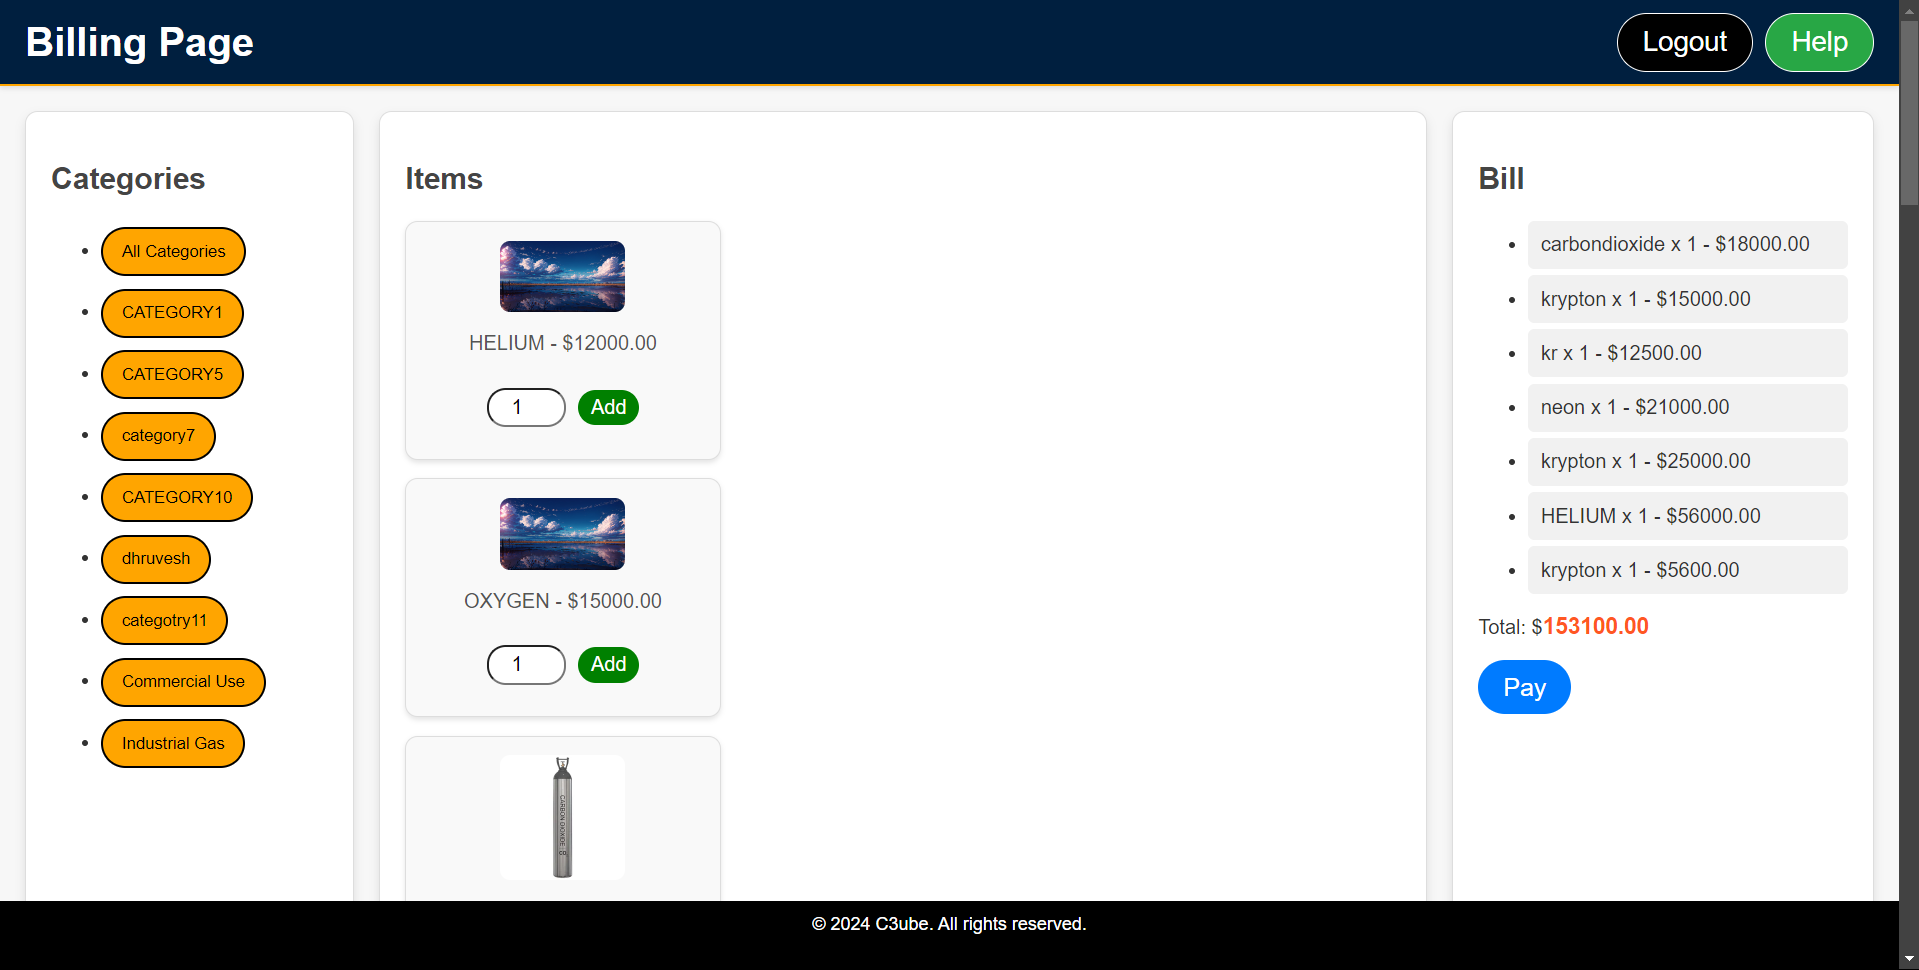 Billing Page
Logout
Help
Categories
All Categories
CATEGORY1
CATEGORY5
category7
CATEGORY10
dhruvesh
categotry11
Commercial Use
Industrial Gas
Items
HELIUM - $12000.00
1
Add
OXYGEN - $15000.00
1
Add
CARBON DIOXIDE - C0
Bill
carbondioxide x 1 - $18000.00
krypton x 1 - $15000.00
kr x 1 - $12500.00
neon x 1 - $21000.00
krypton x 1 - $25000.00
HELIUM x 1 - $56000.00
krypton x 1 - $5600.00
Total: $153100.00
Pay
© 2024 C3ube. All rights reserved.